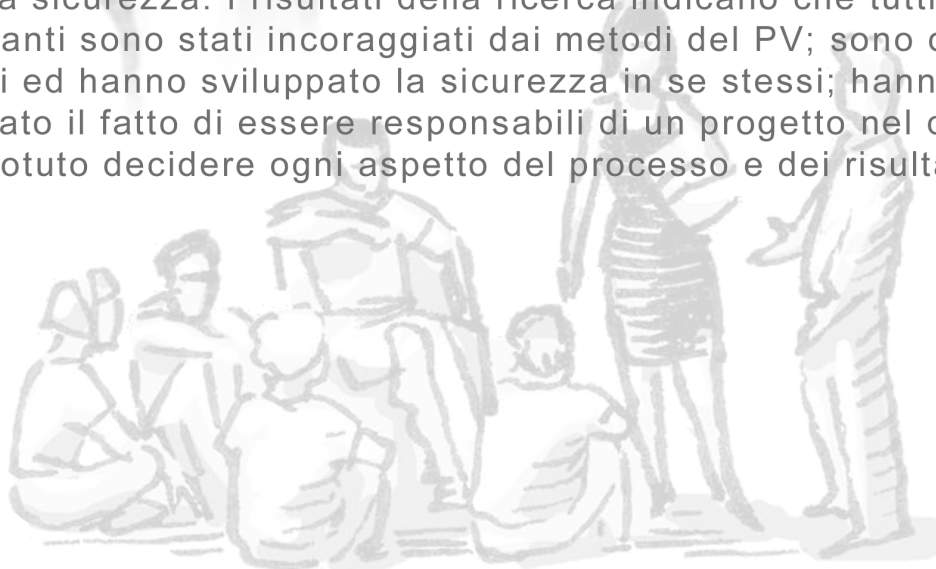 a sicurezza. I risultati della ricerca indicano che tutti
anti sono stati incoraggiati dai metodi del PV; sono
i ed hanno sviluppato la sicurezza in se stessi; hann
ato il fatto di essere responsabili di un progetto nel
otuto decidere ogni aspetto del processo e dei risulta